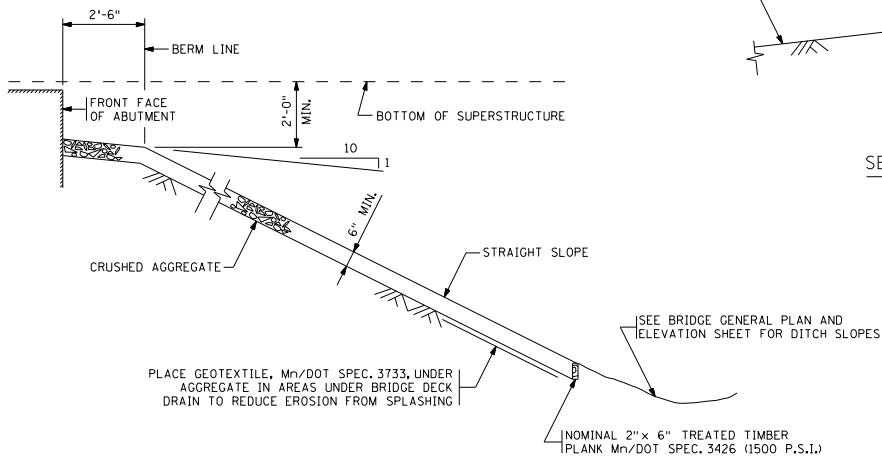 2'-6"
BERM LINE
FRONT FACE
OF ABUTMENT
2'-0"
MIN.
BOTTOM OF SUPERSTRUCTURE
10
1
SE
6" MIN.
CRUSHED AGGREGATE
STRAIGHT SLOPE
SEE BRIDGE GENERAL PLAN AND
ELEVATION SHEET FOR DITCH SLOPES
PLACE GEOTEXTILE, Mn/DOT SPEC. 3733, UNDER
AGGREGATE IN AREAS UNDER BRIDGE DECK
DRAIN TO REDUCE EROSION FROM SPLASHING
NOMINAL 2" x 6" TREATED TIMBER
PLANK Mn/DOT SPEC. 3426 (1500 P.S.I.)